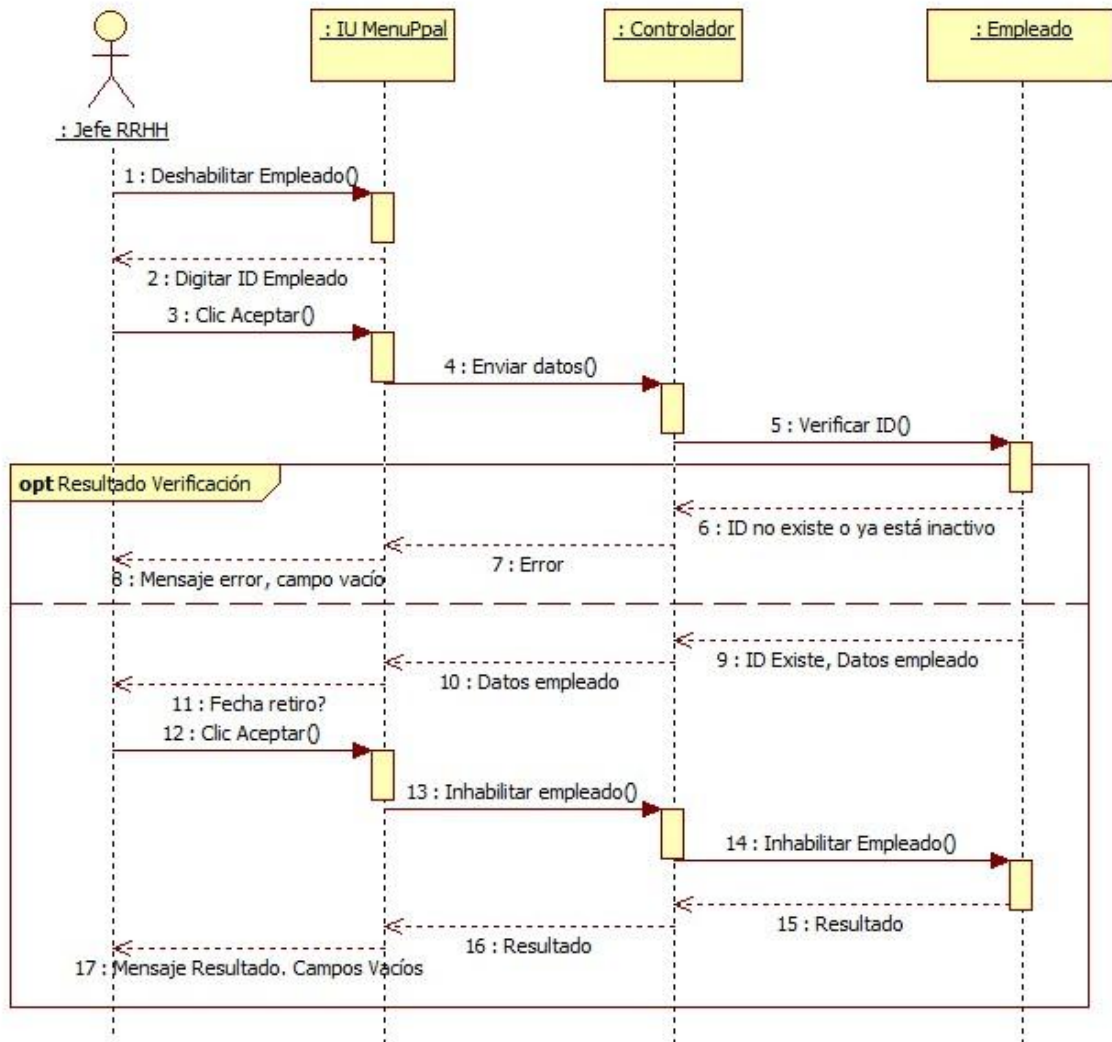 : IU MenuPpal
: Controlador
: Empleado
: Jefe RRHH
1 : Deshabilitar Empleado()
2 : Digitar ID Empleado
3 : Clic Aceptar()
4 : Enviar datos()
5 : Verificar ID()
opt Resultado Verificación
6 : ID no existe o ya está inactivo
7 : Error
8 : Mensaje error, campo vacío
9 : ID Existe, Datos empleado
10 : Datos empleado
11 : Fecha retiro?
12 : Clic Aceptar()
13 : Inhabilitar empleado()
14 : Inhabilitar Empleado()
15 : Resultado
16 : Resultado
17 : Mensaje Resultado. Campos Vacíos